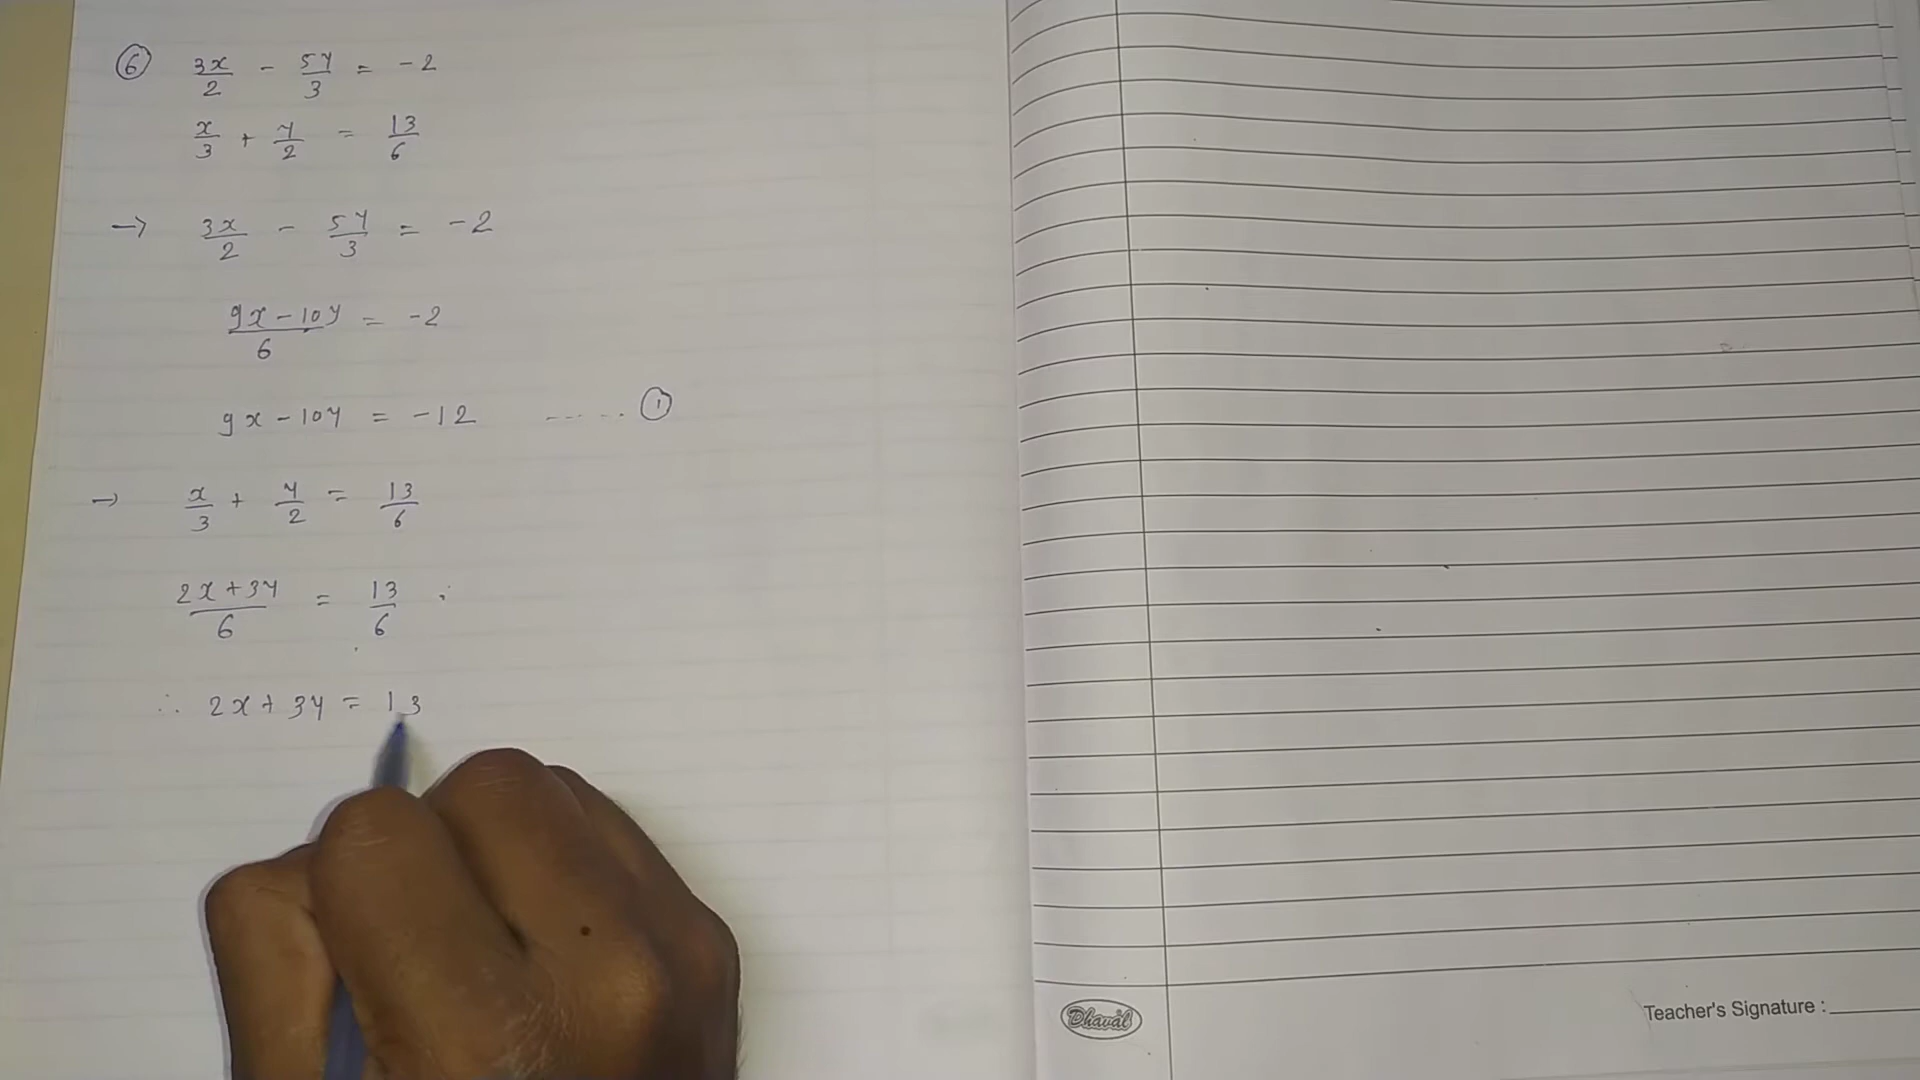 ⑥ 3x/2 - 5y/3 = -2
x/3 + y/2 = 13/6
→ 3x/2 - 5y/3 = -2
9x - 10y/6 = -2
9x - 10y = -12 ..... ①
→ x/3 + y/2 = 13/6
2x + 3y/6 = 13/6
∴ 2x + 3y = 13
Dhaval
Teacher's Signature :